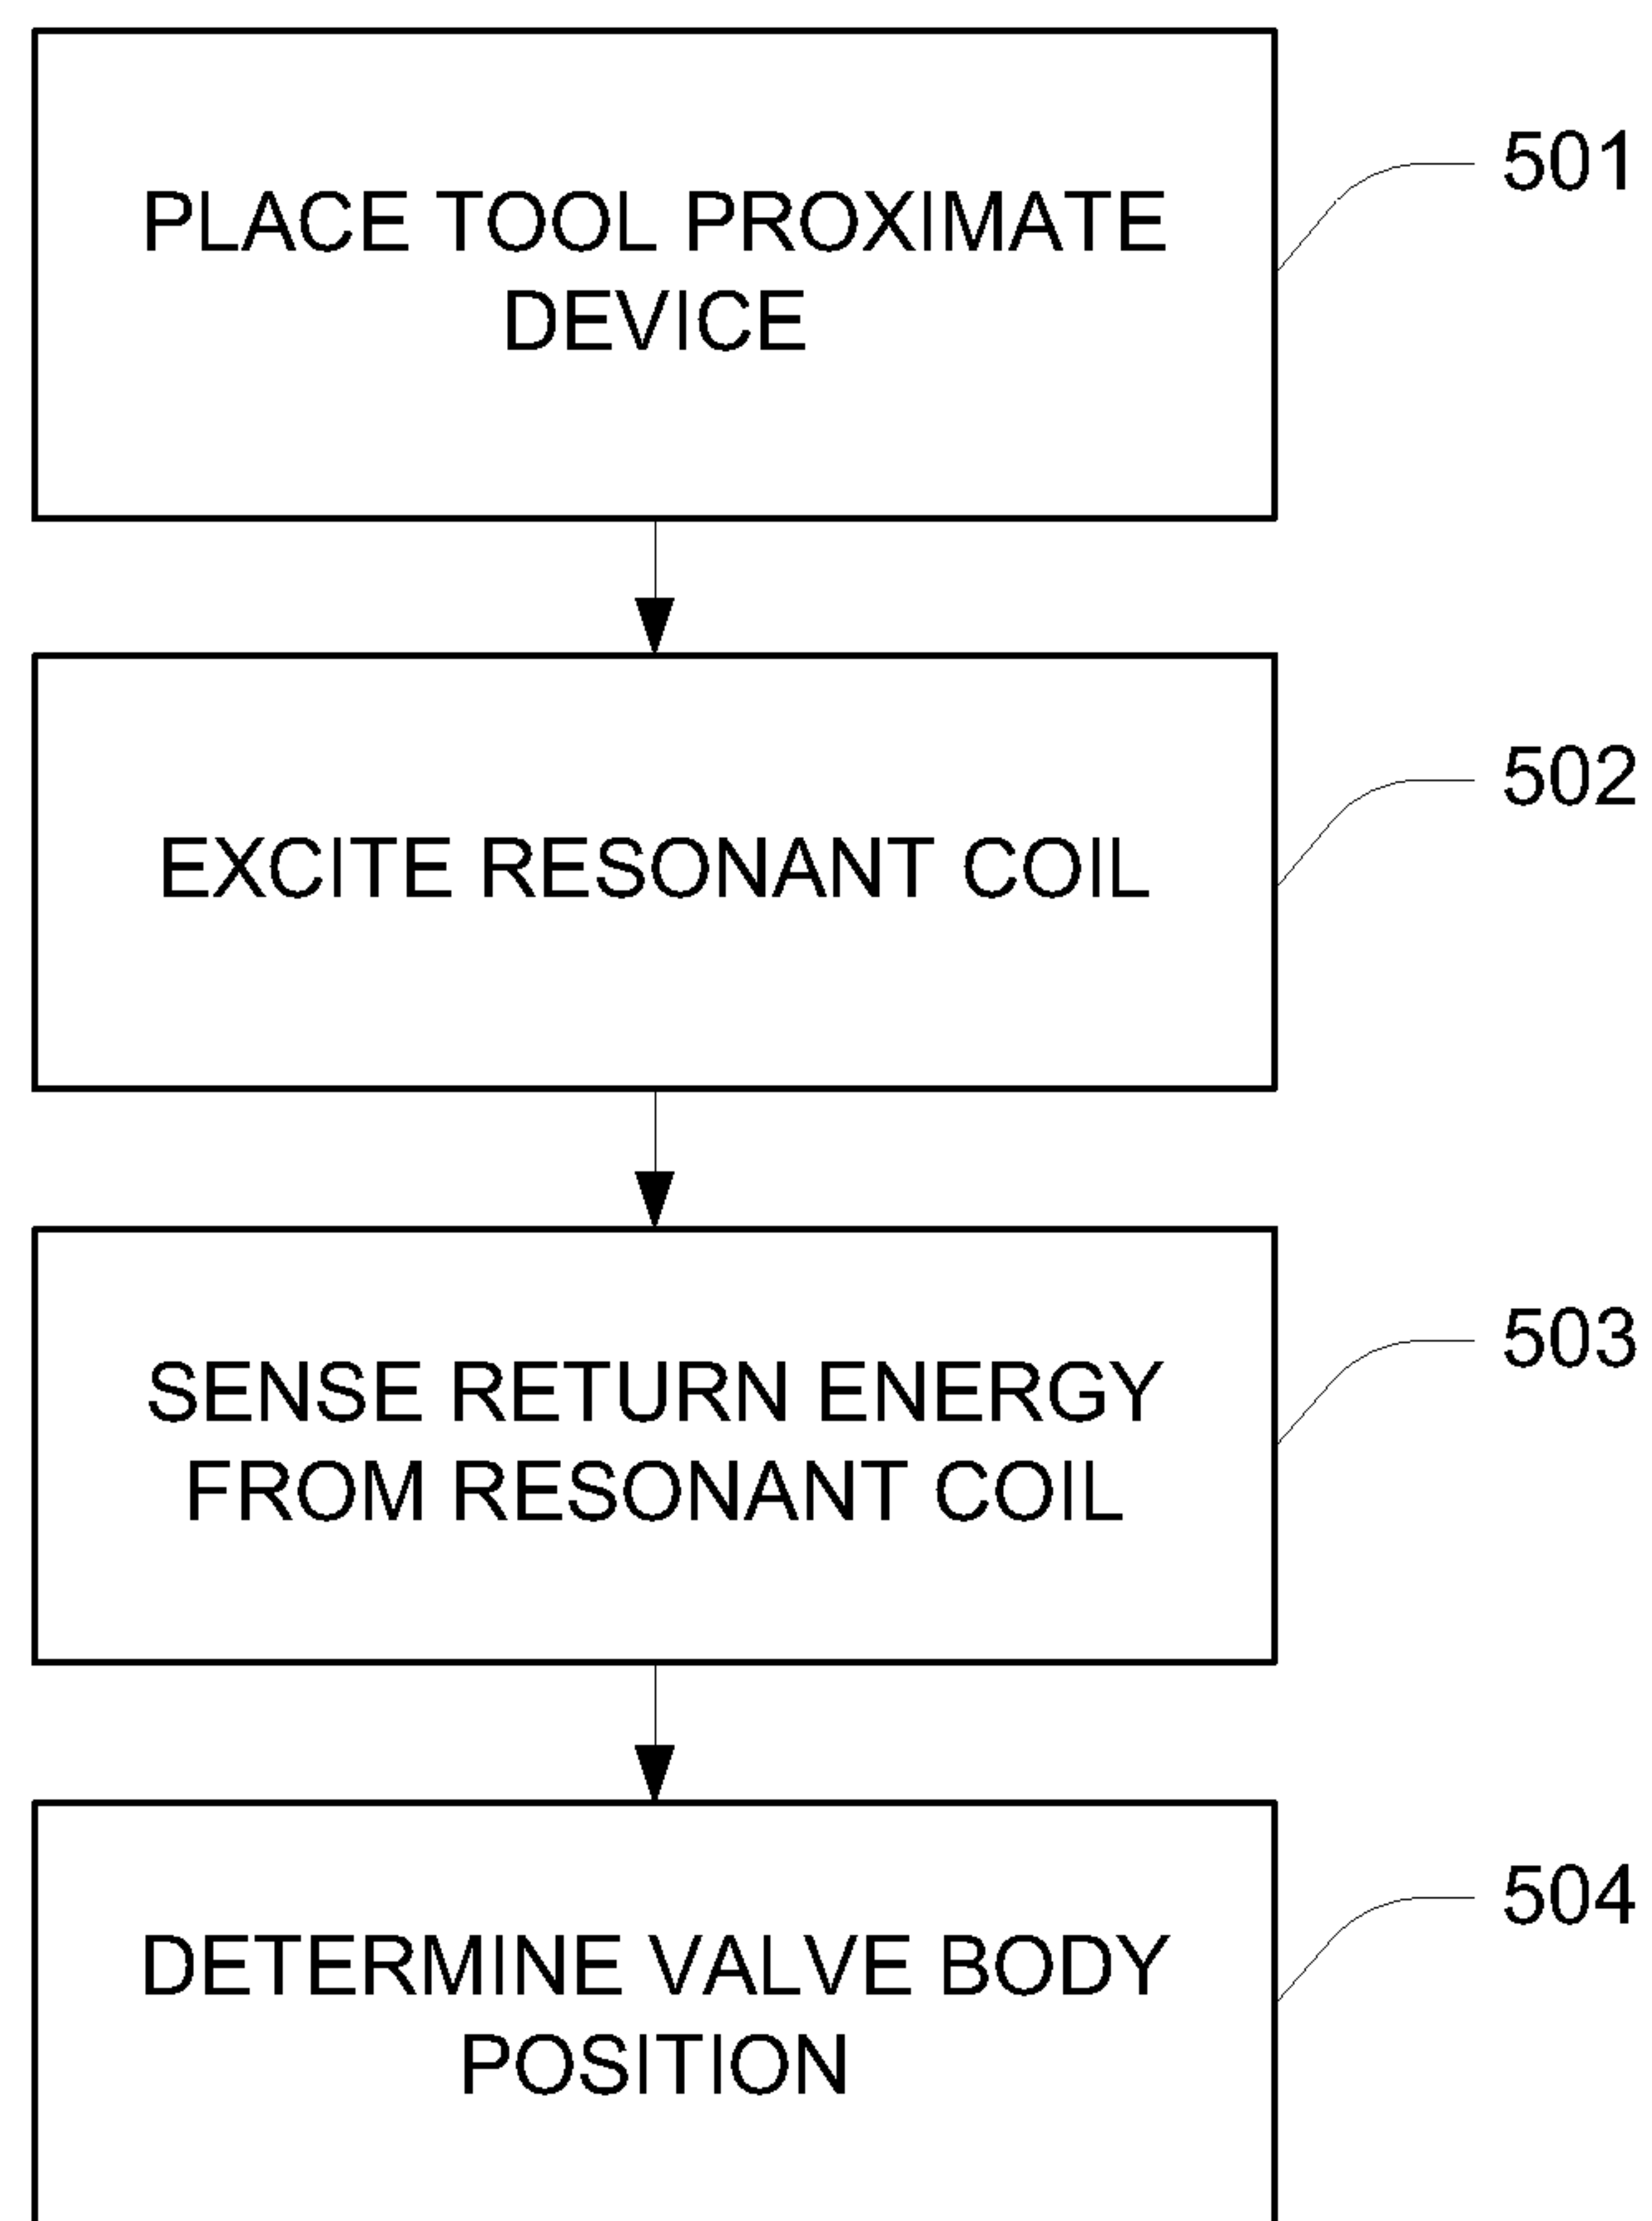 PLACE TOOL PROXIMATE
DEVICE
501
EXCITE RESONANT COIL
502
SENSE RETURN ENERGY
FROM RESONANT COIL
503
DETERMINE VALVE BODY
POSITION
504